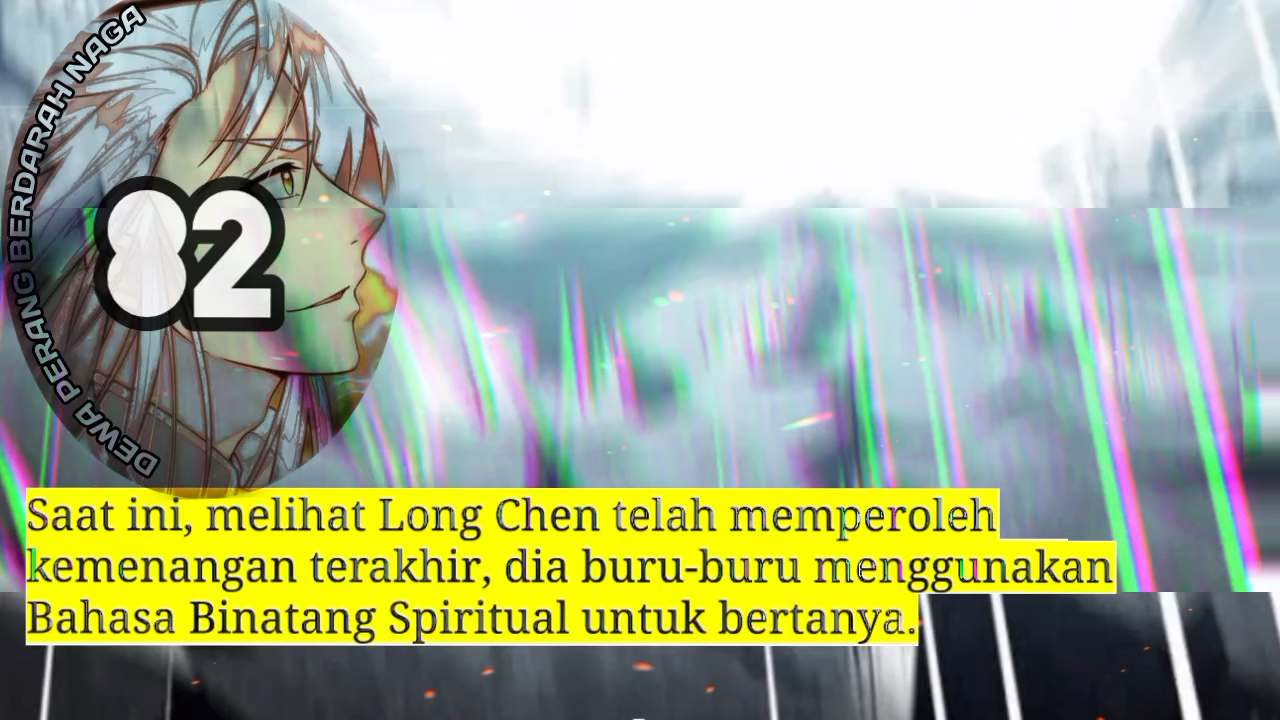 DEWA PERANG BERDARAH NAGA
82
Saat ini, melihat Long Chen telah memperoleh
kemenangan terakhir, dia buru-buru menggunakan
Bahasa Binatang Spiritual untuk bertanya.